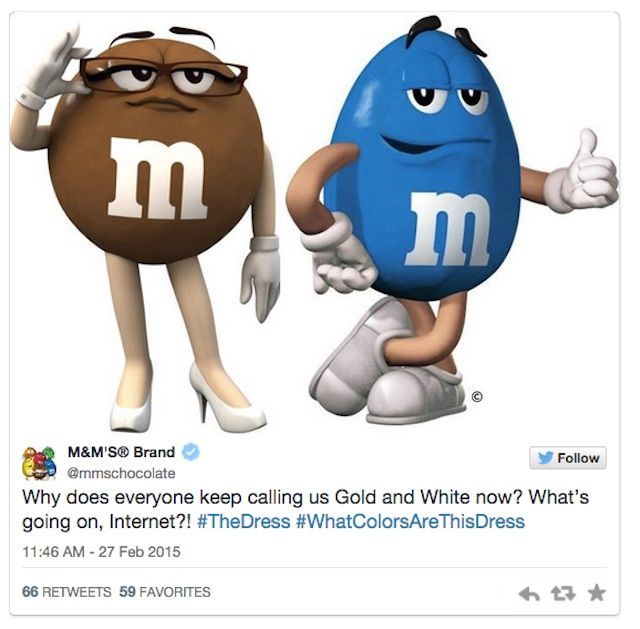 m
m
©
M&M'S® Brand
@mmschocolate
Follow
Why does everyone keep calling us Gold and White now? What's
going on, Internet?! #TheDress #WhatColorsAreThisDress
11:46 AM - 27 Feb 2015
66 RETWEETS 59 FAVORITES